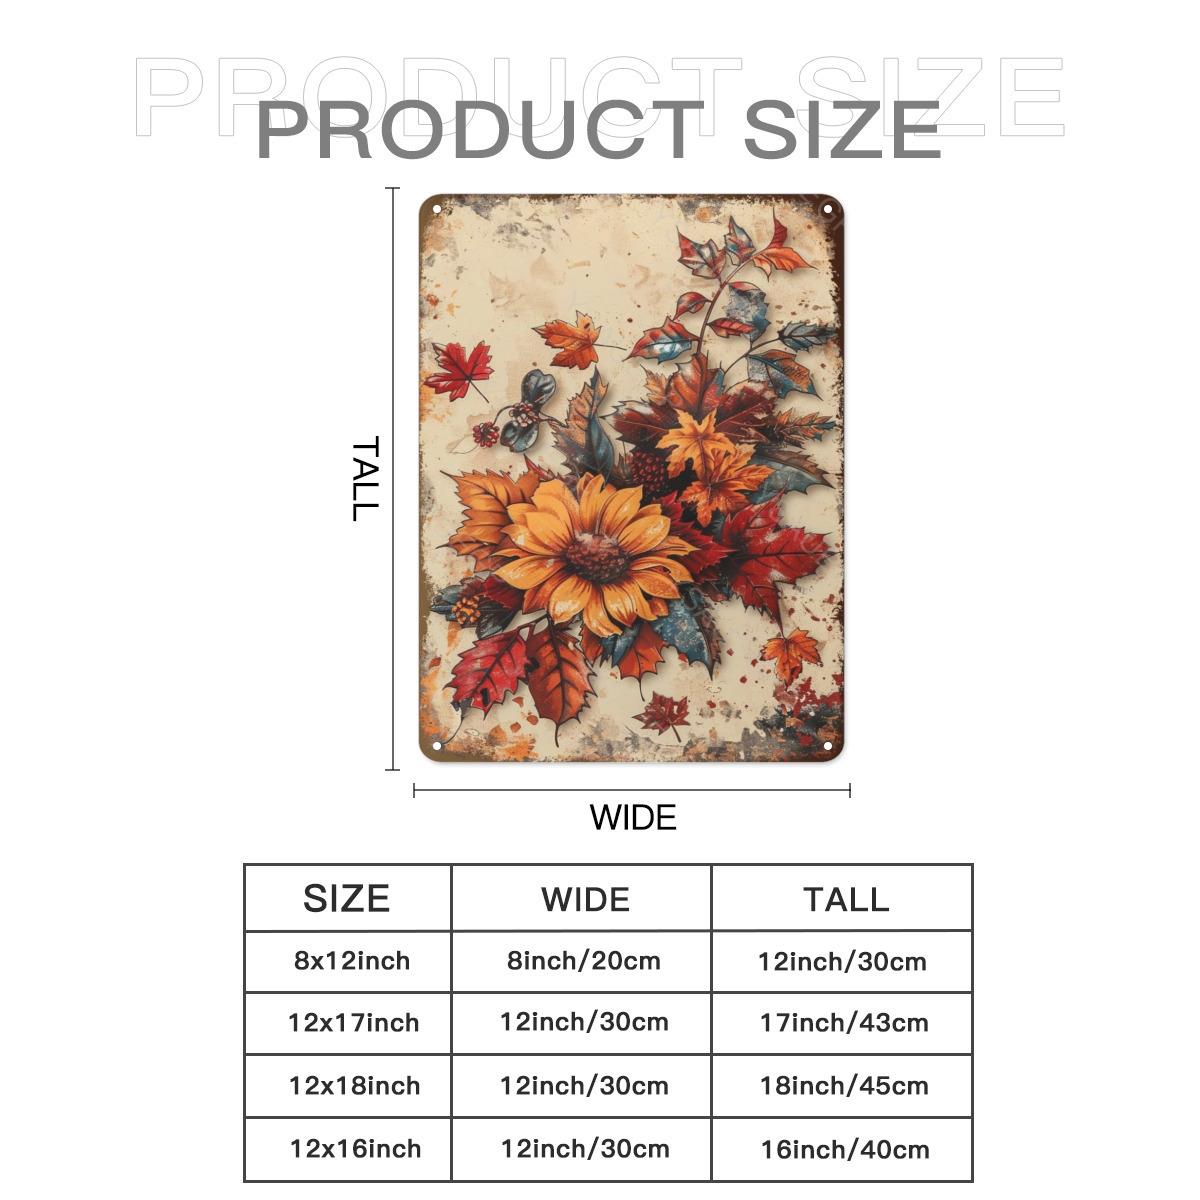 PRODUCT SIZE
PRODUCT SIZE
TALL
WIDE
SIZE WIDE TALL
8x12inch 8inch/20cm 12inch/30cm
12x17inch 12inch/30cm 17inch/43cm
12x18inch 12inch/30cm 18inch/45cm
12x16inch 12inch/30cm 16inch/40cm